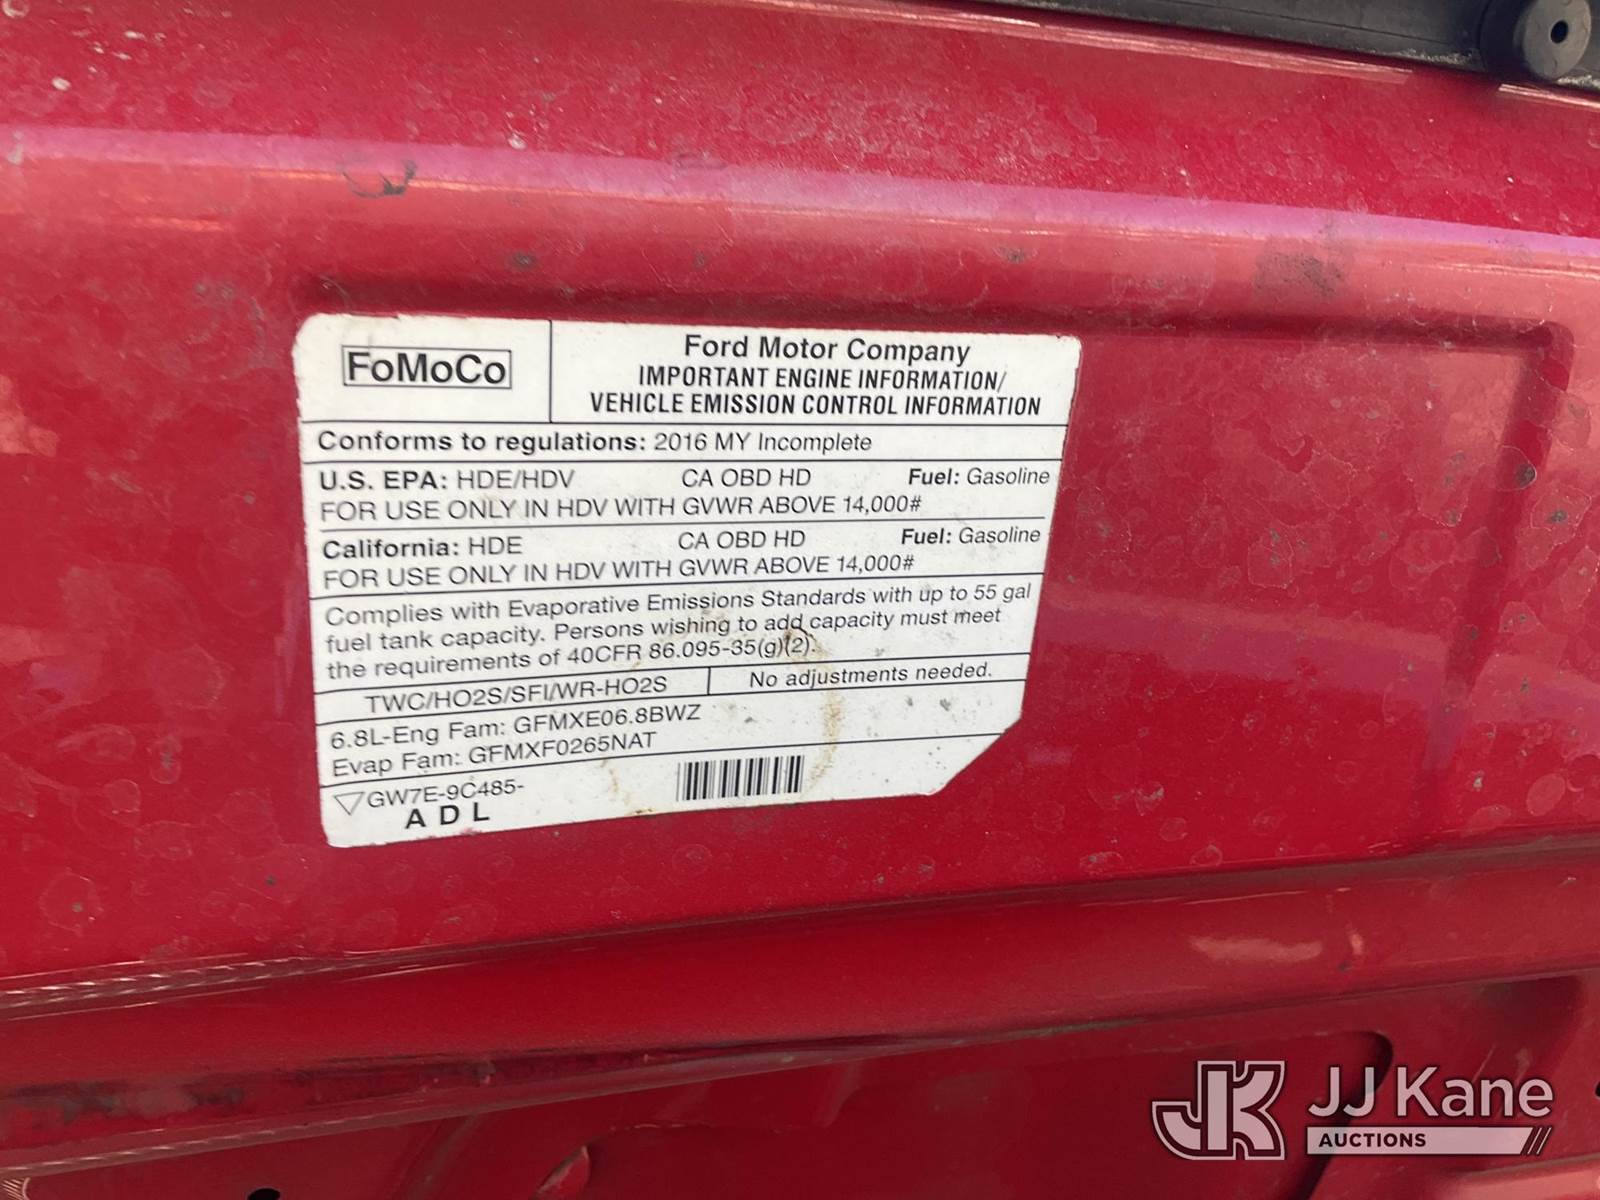 FoMoCo
Ford Motor Company
IMPORTANT ENGINE INFORMATION/
VEHICLE EMISSION CONTROL INFORMATION
Conforms to regulations: 2016 MY Incomplete
U.S. EPA: HDE/HDV CA OBD HD Fuel: Gasoline
FOR USE ONLY IN HDV WITH GVWR ABOVE 14,000#
California: HDE CA OBD HD Fuel: Gasoline
FOR USE ONLY IN HDV WITH GVWR ABOVE 14,000#
Complies with Evaporative Emissions Standards with up to 55 gal
fuel tank capacity. Persons wishing to add capacity must meet
the requirements of 40CFR 86.095-35(g)(2).
TWC/HO2S/SFI/WR-HO2S No adjustments needed.
6.8L-Eng Fam: GFMXE06.8BWZ
Evap Fam: GFMXF0265NAT
GW7E-9C485-
A D L
JK JJ Kane
AUCTIONS